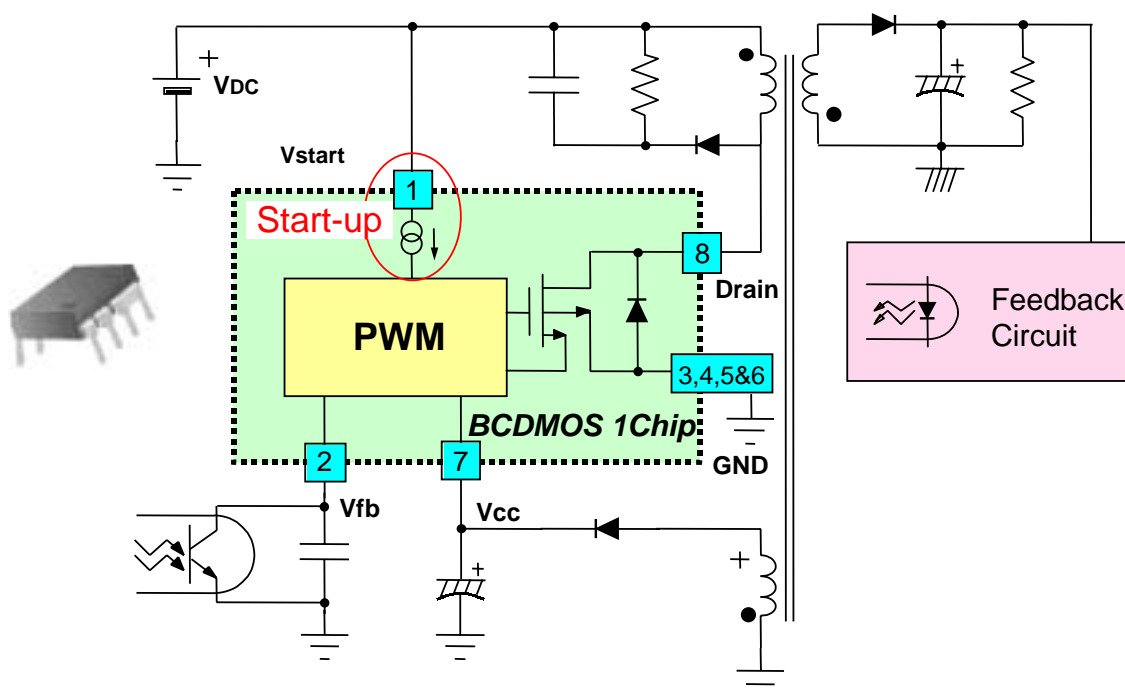 +
VDC
+
Vstart
1
Start-up
8
Drain
PWM
Feedback
Circuit
3,4,5&6
BCDMOS 1Chip
2
7
GND
Vfb
Vcc
+
+